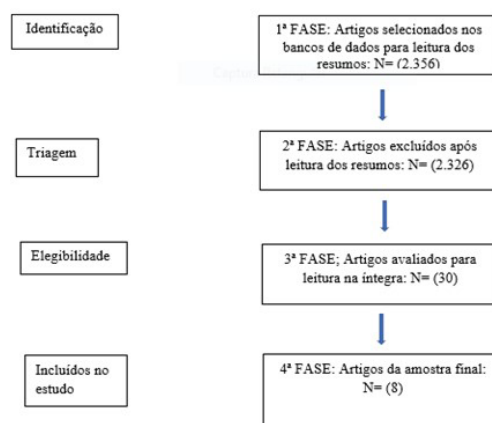 Identificação
1ª FASE: Artigos selecionados nos
bancos de dados para leitura dos
resumos: N= (2.356)
Triagem
2ª FASE: Artigos excluídos após
leitura dos resumos: N= (2.326)
Elegibilidade
3ª FASE; Artigos avaliados para
leitura na íntegra: N= (30)
Incluídos no
estudo
4ª FASE: Artigos da amostra final:
N= (8)